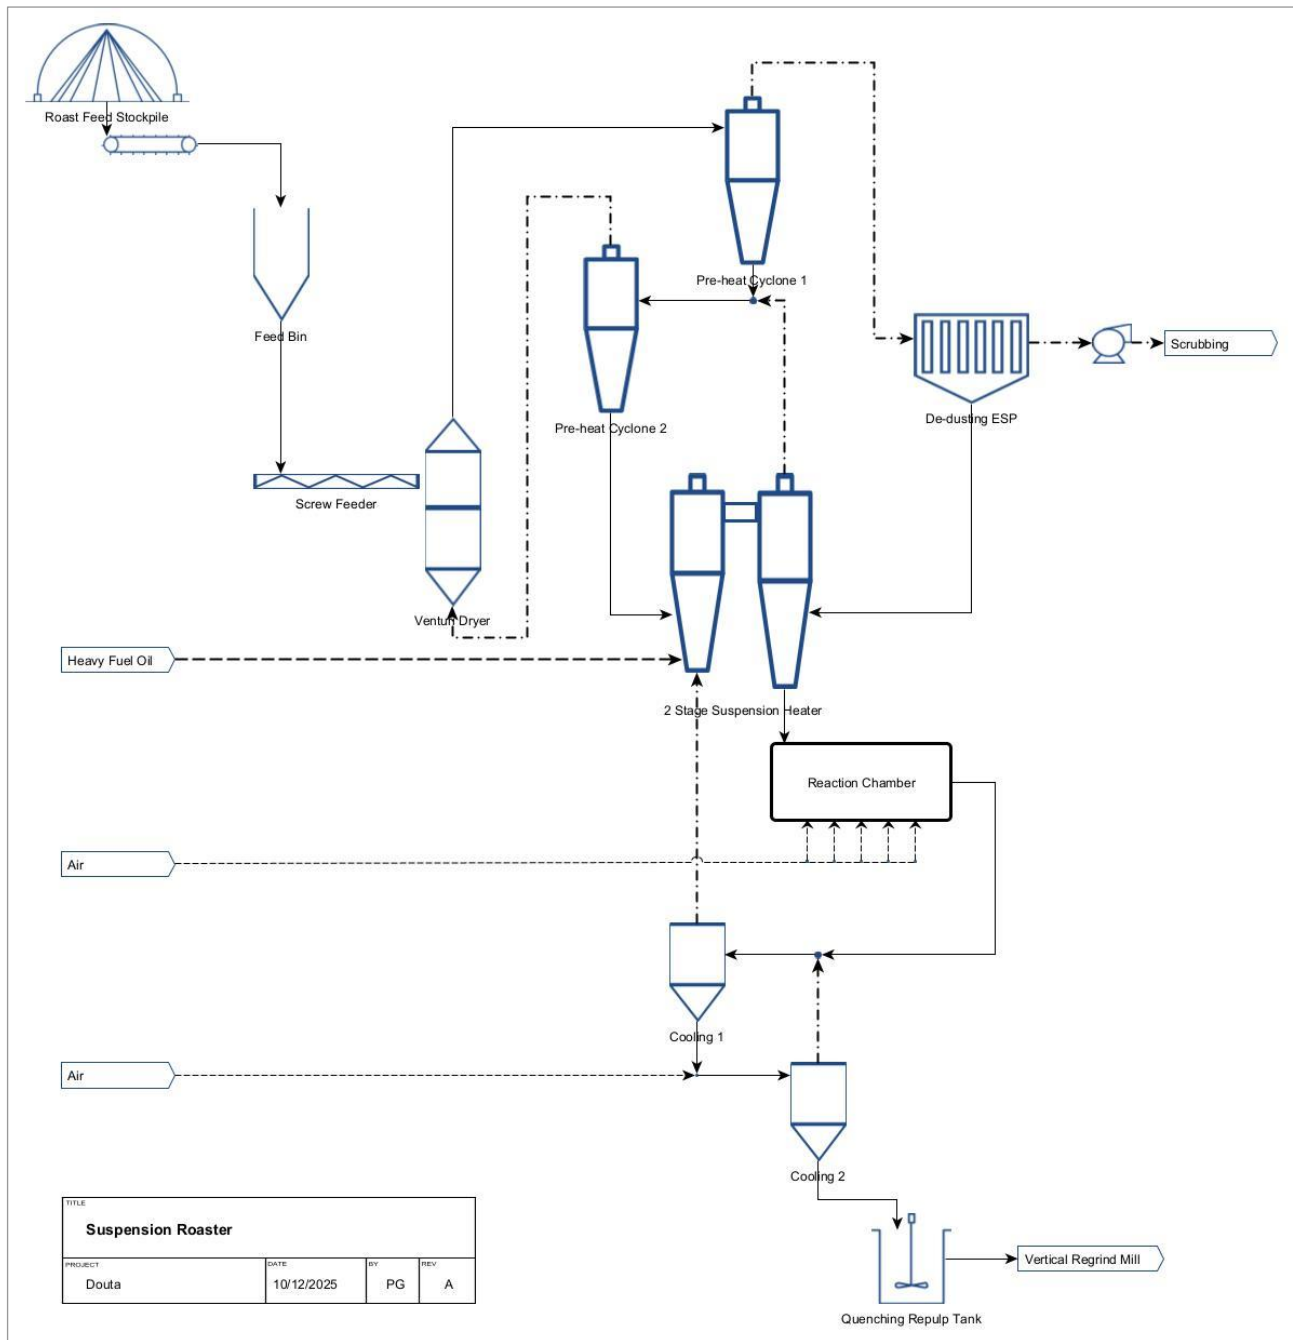 Roast Feed Stockpile
Pre-heat Cyclone 1
Feed Bin
Scrubbing
De-dusting ESP
Pre-heat Cyclone 2
Screw Feeder
Venturi Dryer
Heavy Fuel Oil
2 Stage Suspension Heater
Reaction Chamber
Air
Cooling 1
Air
Cooling 2
TITLE
Suspension Roaster
PROJECT
Douta
DATE
10/12/2025
BY
PG
REV
A
Vertical Regrind Mill
Quenching Repulp Tank